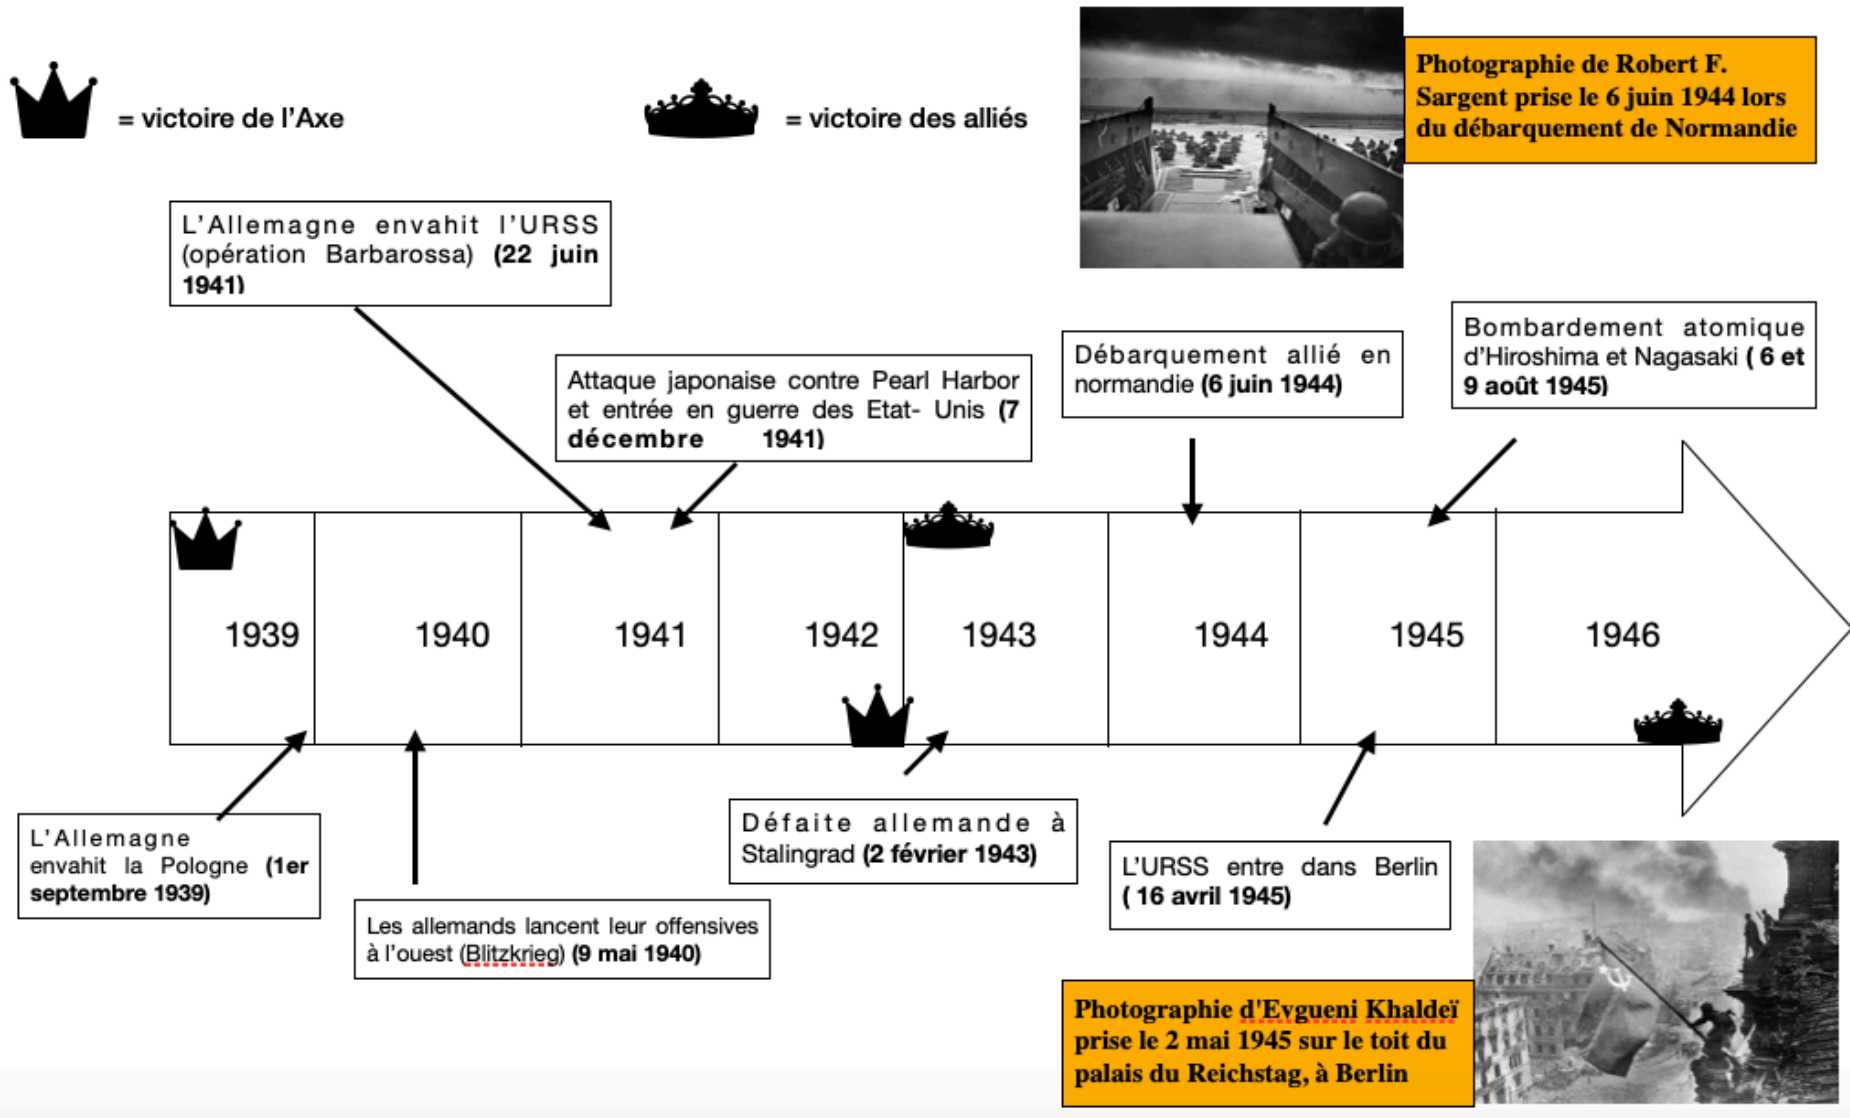 = victoire de l'Axe
= victoire des alliés
Photographie de Robert F.
Sargent prise le 6 juin 1944 lors
du débarquement de Normandie
L'Allemagne envahit l'URSS
(opération Barbarossa) (22 juin
1941)
Attaque japonaise contre Pearl Harbor
et entrée en guerre des Etat- Unis (7
décembre 1941)
Débarquement allié en
normandie (6 juin 1944)
Bombardement atomique
d'Hiroshima et Nagasaki ( 6 et
9 août 1945)
1939
1940
1941
1942
1943
1944
1945
1946
L'Allemagne
envahit la Pologne (1er
septembre 1939)
Les allemands lancent leur offensives
à l'ouest (Blitzkrieg) (9 mai 1940)
Défaite allemande à
Stalingrad (2 février 1943)
L'URSS entre dans Berlin
( 16 avril 1945)
Photographie d'Evgueni Khaldeï
prise le 2 mai 1945 sur le toit du
palais du Reichstag, à Berlin